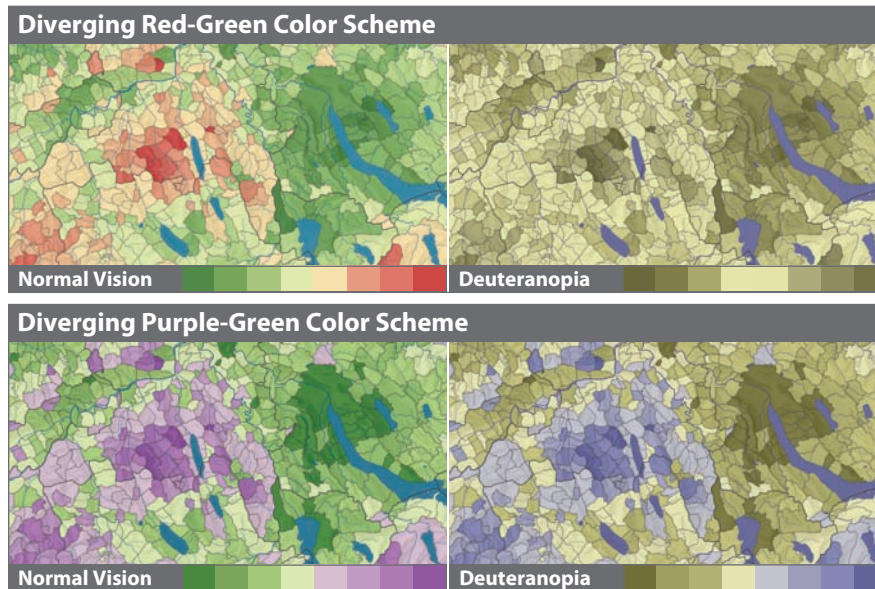 Diverging Red-Green Color Scheme
Normal Vision
Deuteranopia
Diverging Purple-Green Color Scheme
Normal Vision
Deuteranopia